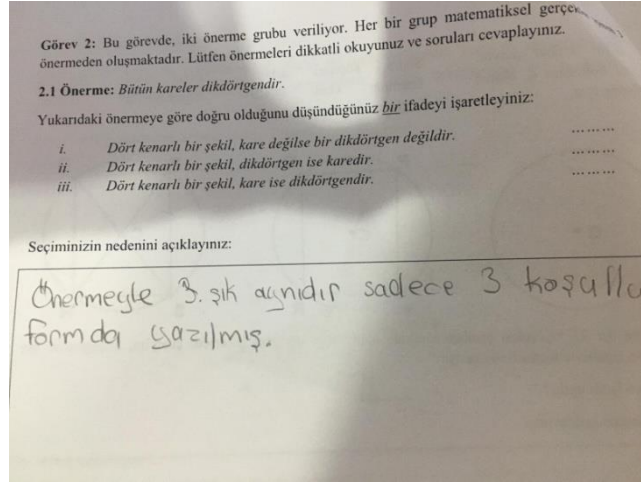 Görev 2: Bu görevde, iki önerme grubu veriliyor. Her bir grup matematiksel
önermeden oluşmaktadır. Lütfen önermeleri dikkatli okuyunuz ve soruları cevaplayınız.
2.1 Önerme: Bütün kareler dikdörtgendir.
Yukarıdaki önermeye göre doğru olduğunu düşündüğünüz bir ifadeyi işaretleyiniz:
i. Dört kenarlı bir şekil, kare değilse bir dikdörtgen değildir. ………
ii. Dört kenarlı bir şekil, dikdörtgen ise karedir. ………
iii. Dört kenarlı bir şekil, kare ise dikdörtgendir. ………
Seçiminizin nedenini açıklayınız:
Önermeyle 3. şık aynıdır sadece 3 koşullu
formda yazılmış.